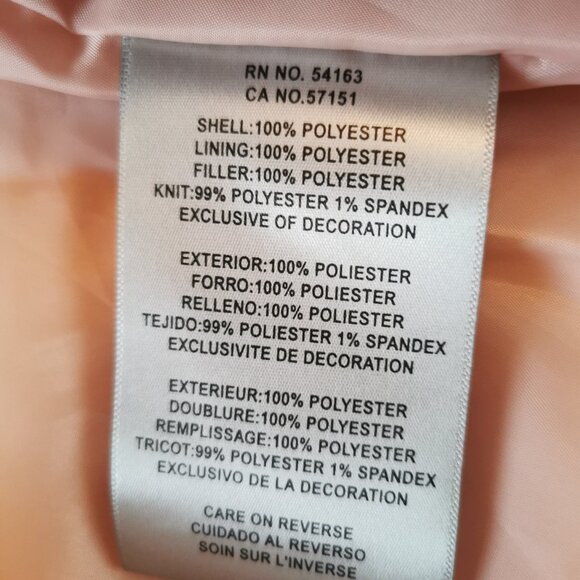 RN NO. 54163
CA NO.57151
SHELL:100% POLYESTER
LINING:100% POLYESTER
FILLER:100% POLYESTER
KNIT:99% POLYESTER 1% SPANDEX
EXCLUSIVE OF DECORATION
EXTERIOR:100% POLIESTER
FORRO:100% POLIESTER
RELLENO:100% POLIESTER
TEJIDO:99% POLIESTER 1% SPANDEX
EXCLUSIVITE DE DECORATION
EXTERIEUR:100% POLYESTER
DOUBLURE:100% POLYESTER
REMPLISSAGE:100% POLYESTER
TRICOT:99% POLYESTER 1% SPANDEX
EXCLUSIVO DE LA DECORATION
CARE ON REVERSE
CUIDADO AL REVERSO
SOIN SUR L'INVERSE